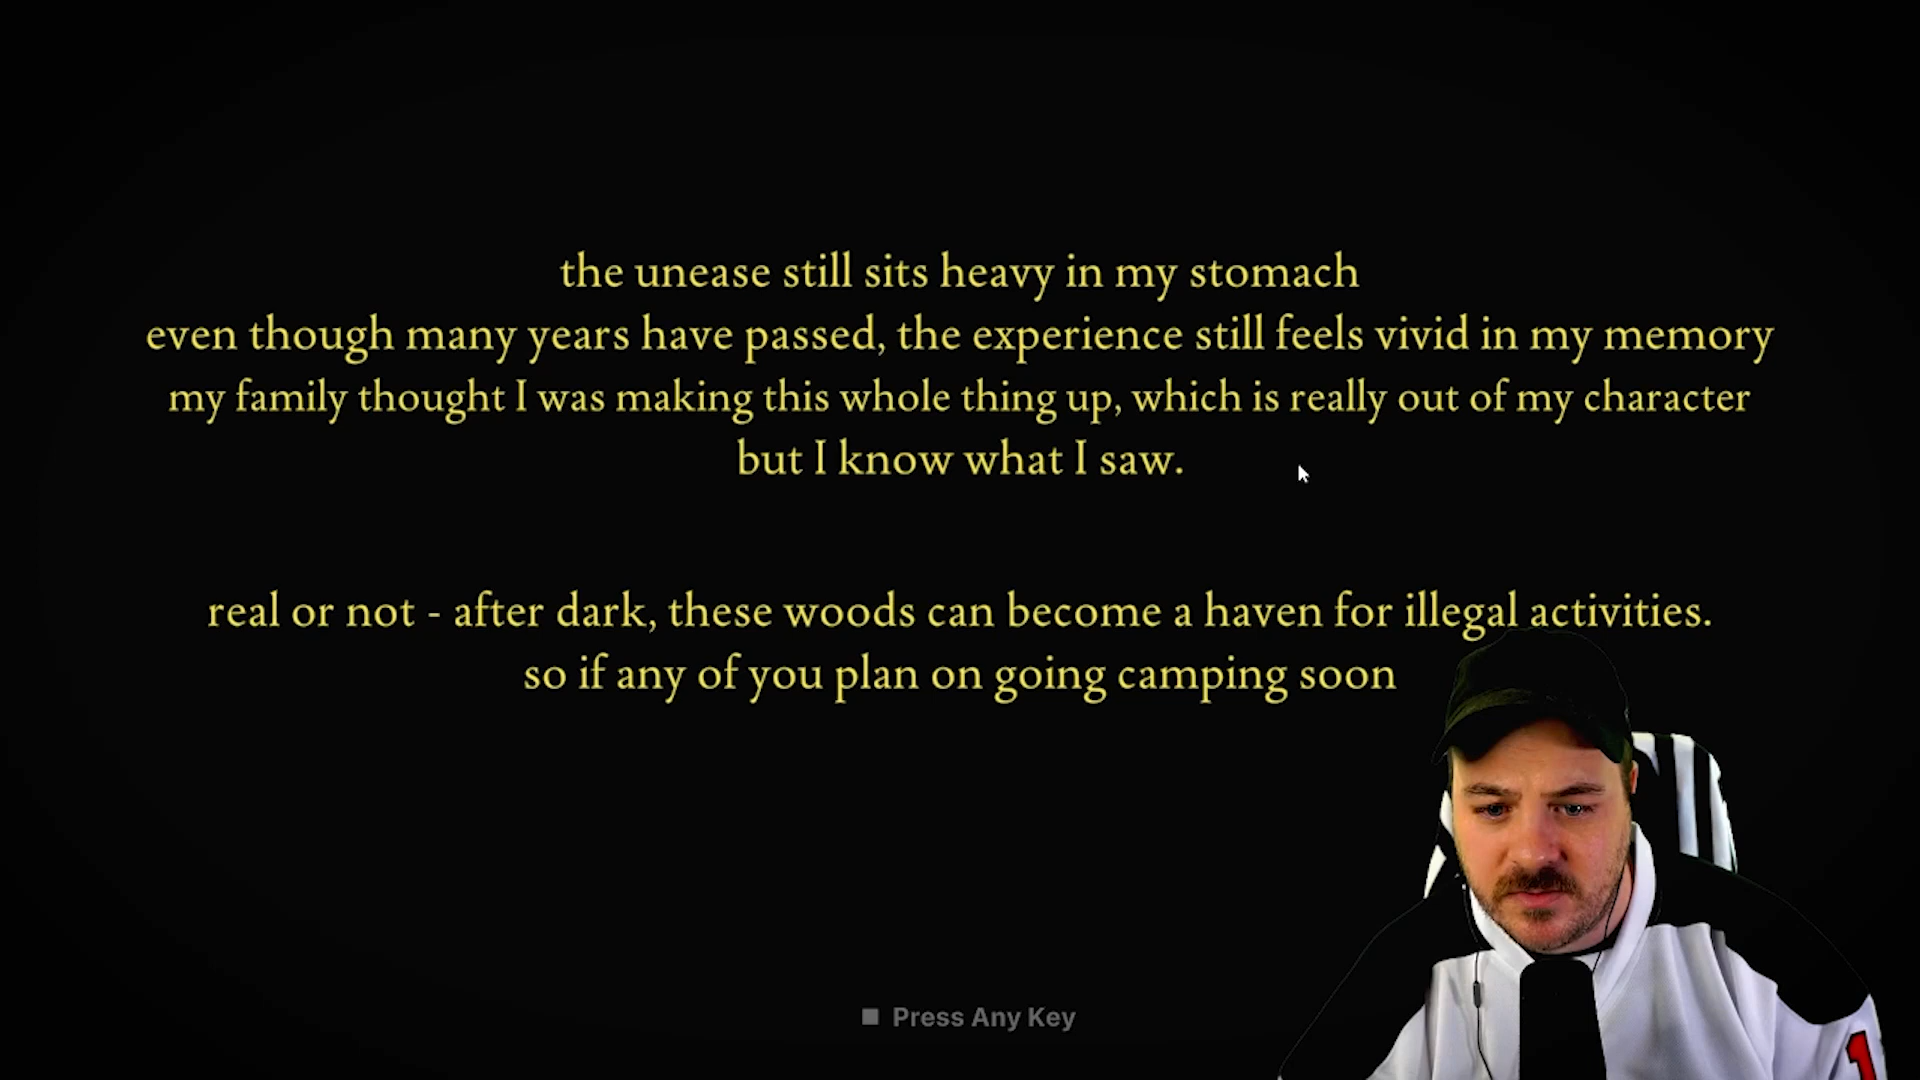 the unease still sits heavy in my stomach
even though many years have passed, the experience still feels vivid in my memory
my family thought I was making this whole thing up, which is really out of my character
but I know what I saw.
real or not - after dark, these woods can become a haven for illegal activities.
so if any of you plan on going camping soon
Press Any Key
1